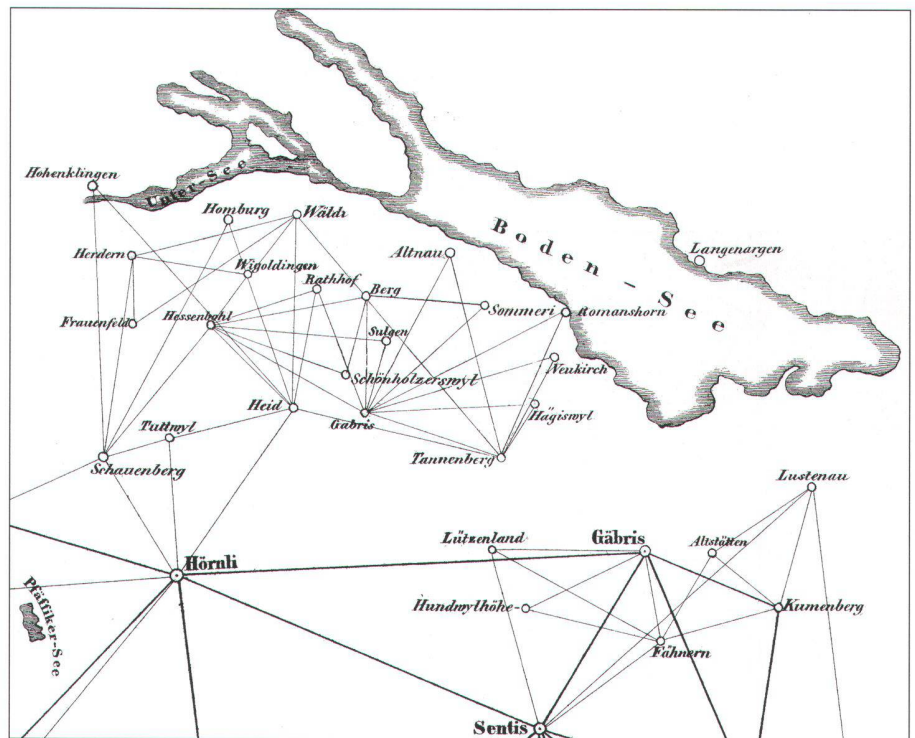 Hohenklingen
Unter-See
Homburg
Wäldi
Boden-See
Langenargen
Herdern
Altnau
Wigoldingen
Rathhof
Berg
Sommeri
Romanshorn
Frauenfeld
Hessenbohl
Sulgen
Neukirch
Schönholzerswyl
Heid
Gabris
Hägiswyl
Tuttwyl
Schauenberg
Tannenberg
Lustenau
Lützenland
Gäbris
Altstätten
Hörnli
Pfäffiker-See
Hundwylhöhe
Kumenberg
Fähnern
Sentis